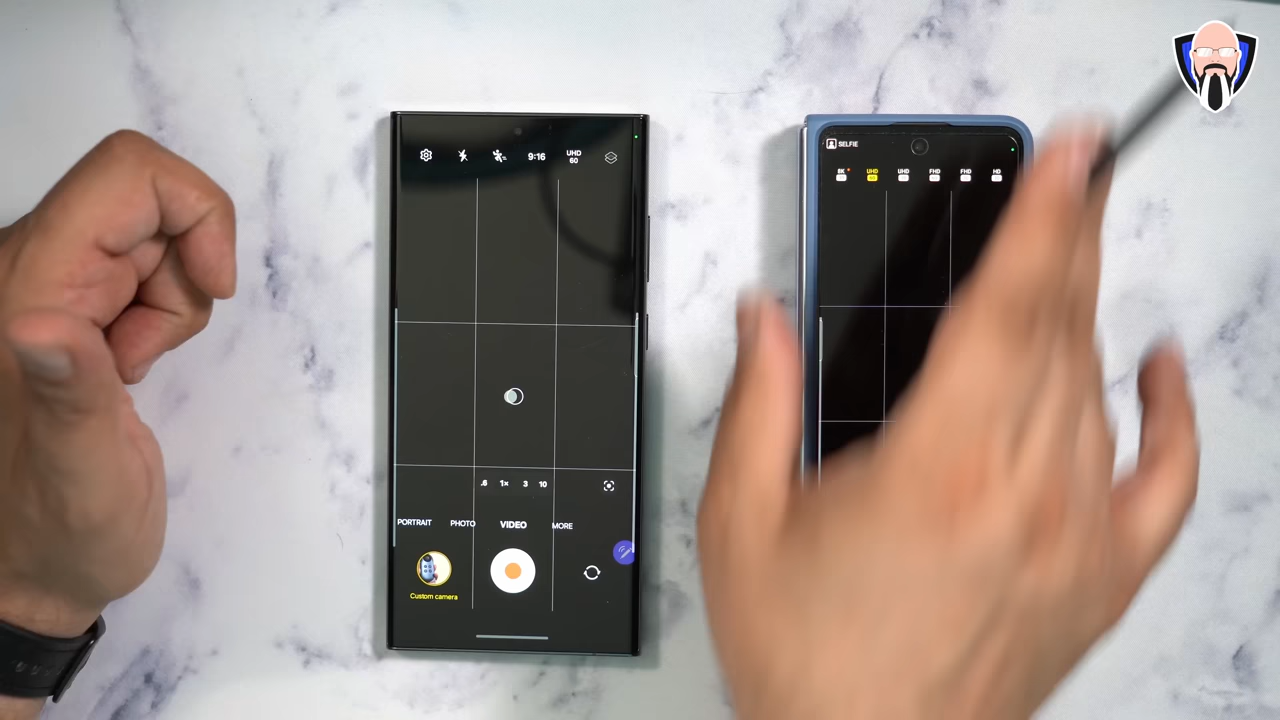 9:16
UHD
60
.6 1× 3 10
PORTRAIT PHOTO VIDEO MORE
Custom camera
SELFIE
8K UHD UHD FHD FHD HD